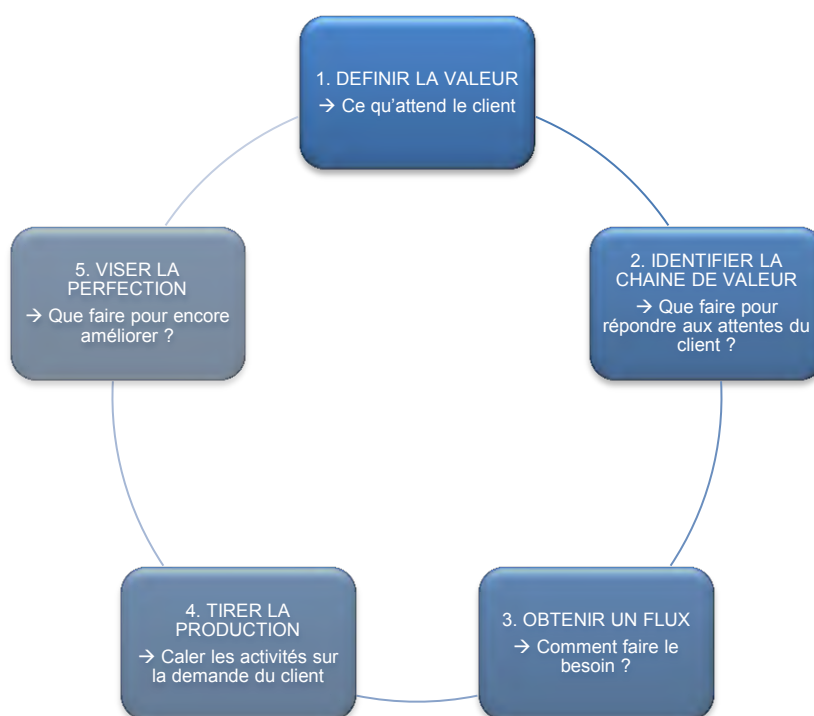 1. DEFINIR LA VALEUR
→ Ce qu'attend le client
2. IDENTIFIER LA
CHAINE DE VALEUR
→ Que faire pour
répondre aux attentes du
client ?
3. OBTENIR UN FLUX
→ Comment faire le
besoin ?
4. TIRER LA
PRODUCTION
→ Caler les activités sur
la demande du client
5. VISER LA
PERFECTION
→ Que faire pour encore
améliorer ?